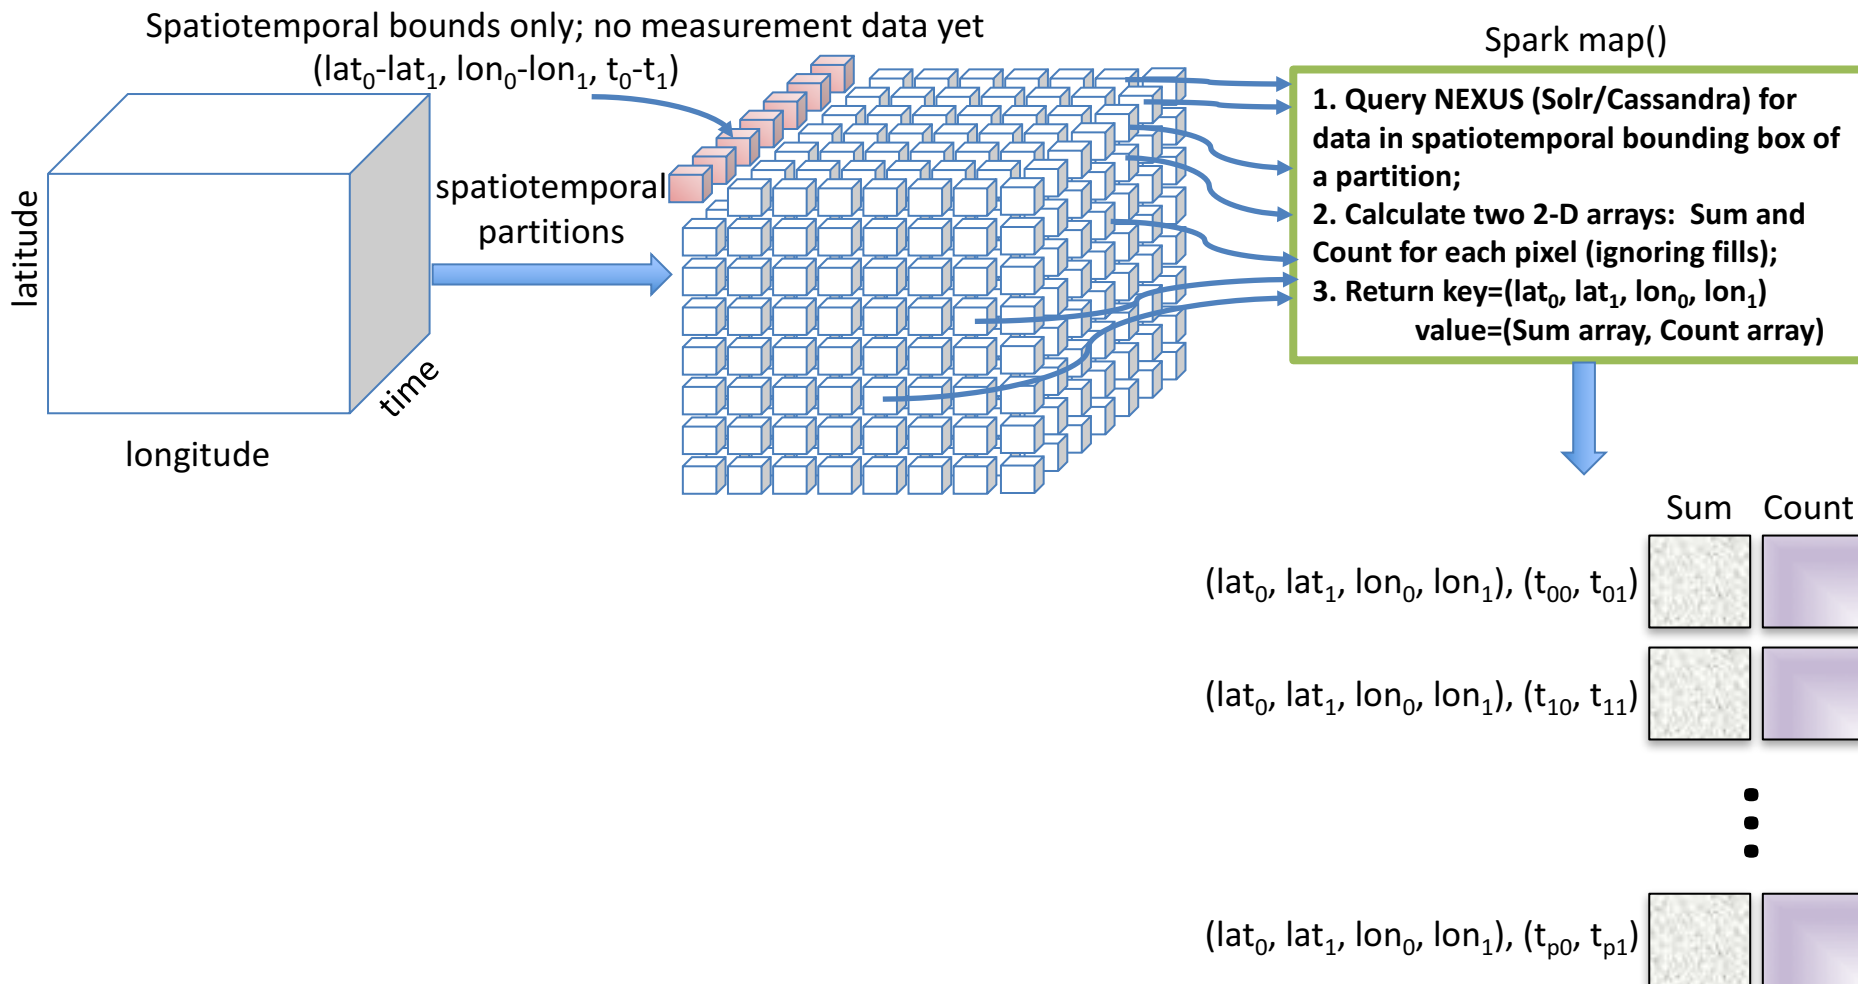 Spatiotemporal bounds only; no measurement data yet
(lat₀-lat₁, lon₀-lon₁, t₀-t₁)
latitude
longitude
time
spatiotemporal
partitions
Spark map()
1. Query NEXUS (Solr/Cassandra) for
data in spatiotemporal bounding box of
a partition;
2. Calculate two 2-D arrays:  Sum and
Count for each pixel (ignoring fills);
3. Return key=(lat₀, lat₁, lon₀, lon₁)
value=(Sum array, Count array)
Sum Count
(lat₀, lat₁, lon₀, lon₁), (t₀₀, t₀₁)
(lat₀, lat₁, lon₀, lon₁), (t₁₀, t₁₁)
(lat₀, lat₁, lon₀, lon₁), (tₚ₀, tₚ₁)